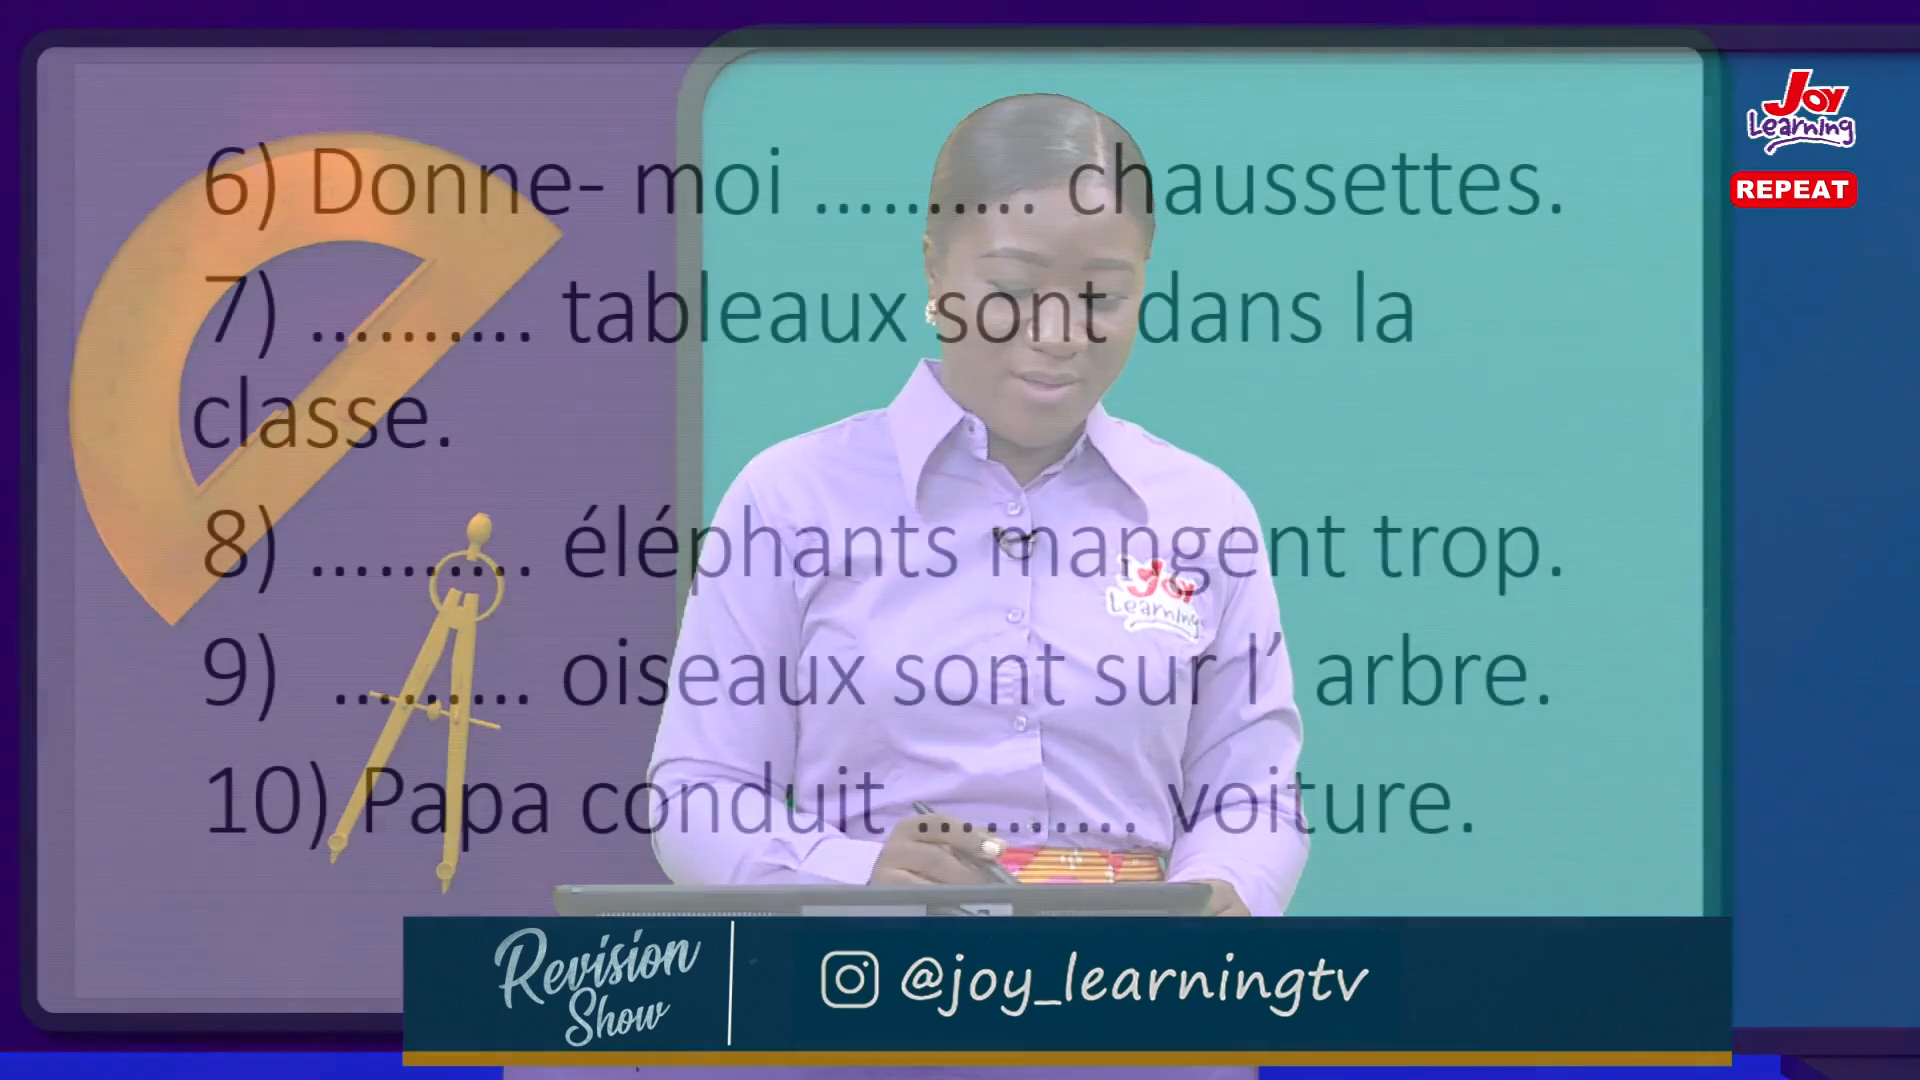 6) Donne- moi .......... chaussettes.
7) .......... tableaux sont dans la
classe.
8) .......... éléphants mangent trop.
9) ......... oiseaux sont sur l’ arbre.
10) Papa conduit .......... voiture.
Joy
Learning
REPEAT
Joy
Learning
Revision
Show
@joy_learningtv